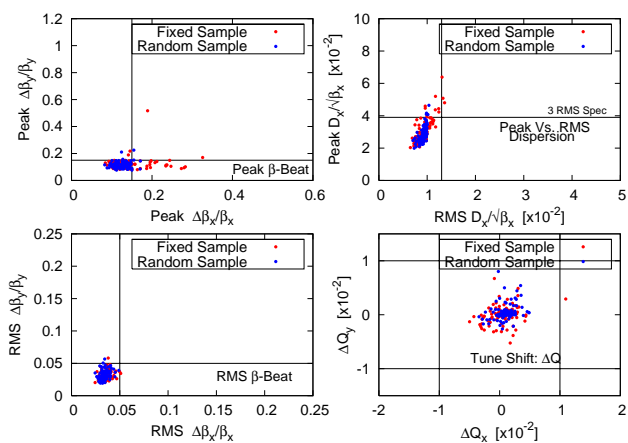 Fixed Sample
Random Sample
1.2
1
0.8
0.6
0.4
0.2
0
Peak Δβy/βy
Peak β-Beat
0
0.2
0.4
0.6
Peak Δβx/βx
Fixed Sample
Random Sample
10
8
6
4
2
0
Peak Dx/√βx [x10-2]
3 RMS Spec
Peak Vs. RMS
Dispersion
0
1
2
3
4
5
RMS Dx/√βx [x10-2]
Fixed Sample
Random Sample
0.25
0.20
0.15
0.10
0.05
0
RMS Δβy/βy
RMS β-Beat
0
0.05
0.10
0.15
0.20
0.25
RMS Δβx/βx
Fixed Sample
Random Sample
1
0
-1
-2
ΔQy [x10-2]
Tune Shift: ΔQ
-2
-1
0
1
2
ΔQx [x10-2]